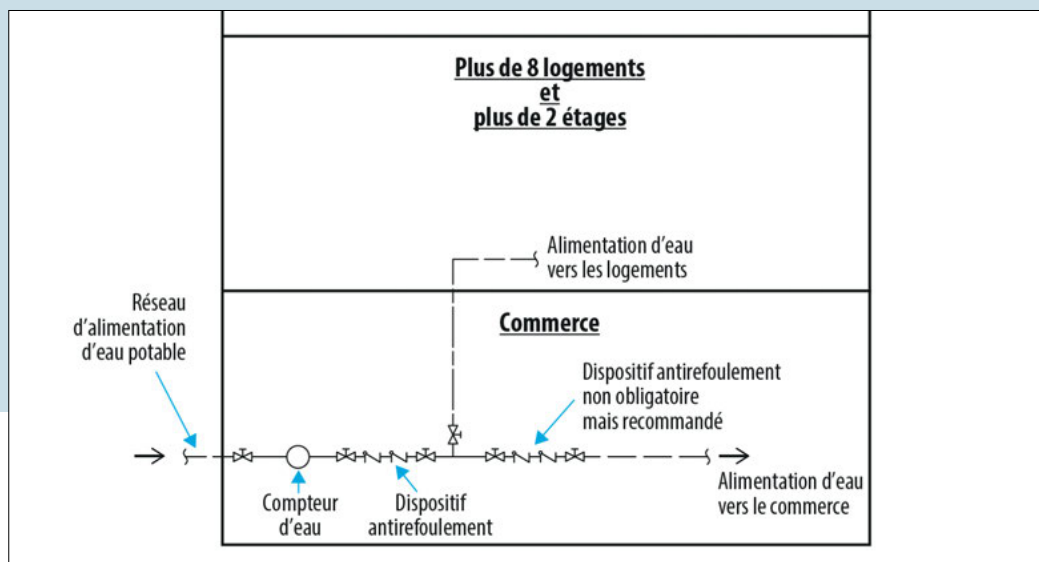 Plus de 8 logements
et
plus de 2 étages
Alimentation d'eau
vers les logements
Réseau
d'alimentation
d'eau potable
Commerce
Dispositif antirefoulement
non obligatoire
mais recommandé
Compteur
d'eau
Dispositif
antirefoulement
Alimentation d'eau
vers le commerce